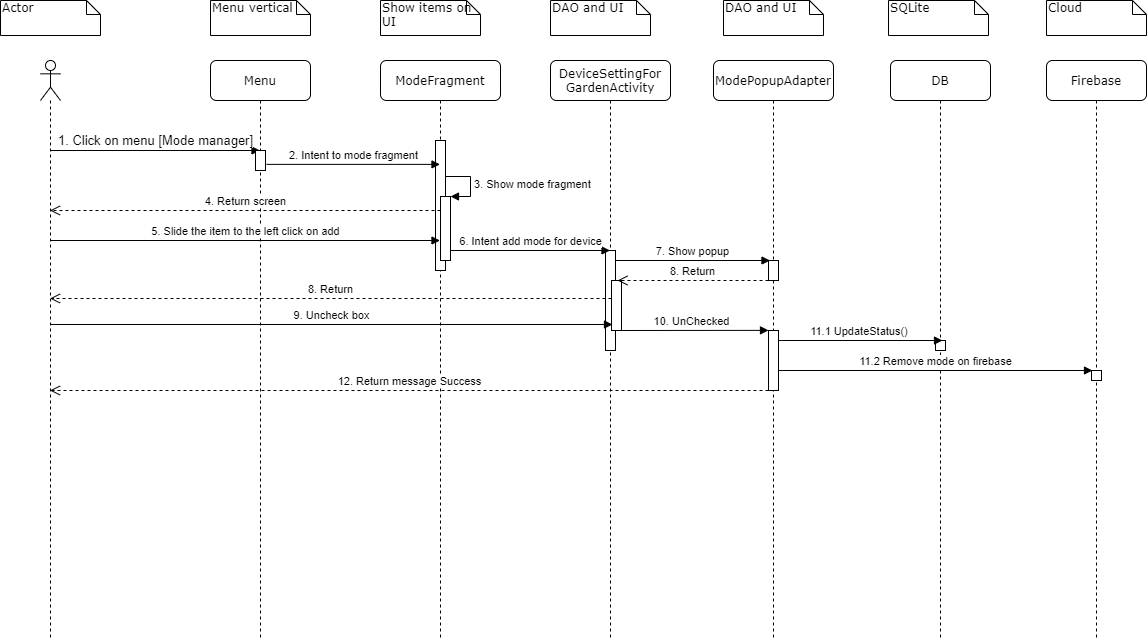 Actor
Menu vertical
Show items on
UI
DAO and UI
DAO and UI
SQLite
Cloud
Menu
ModeFragment
DeviceSettingFor
GardenActivity
ModePopupAdapter
DB
Firebase
1. Click on menu [Mode manager]
2. Intent to mode fragment
3. Show mode fragment
4. Return screen
5. Slide the item to the left click on add
6. Intent add mode for device
7. Show popup
8. Return
8. Return
9. Uncheck box
10. UnChecked
11.1 UpdateStatus()
11.2 Remove mode on firebase
12. Return message Success